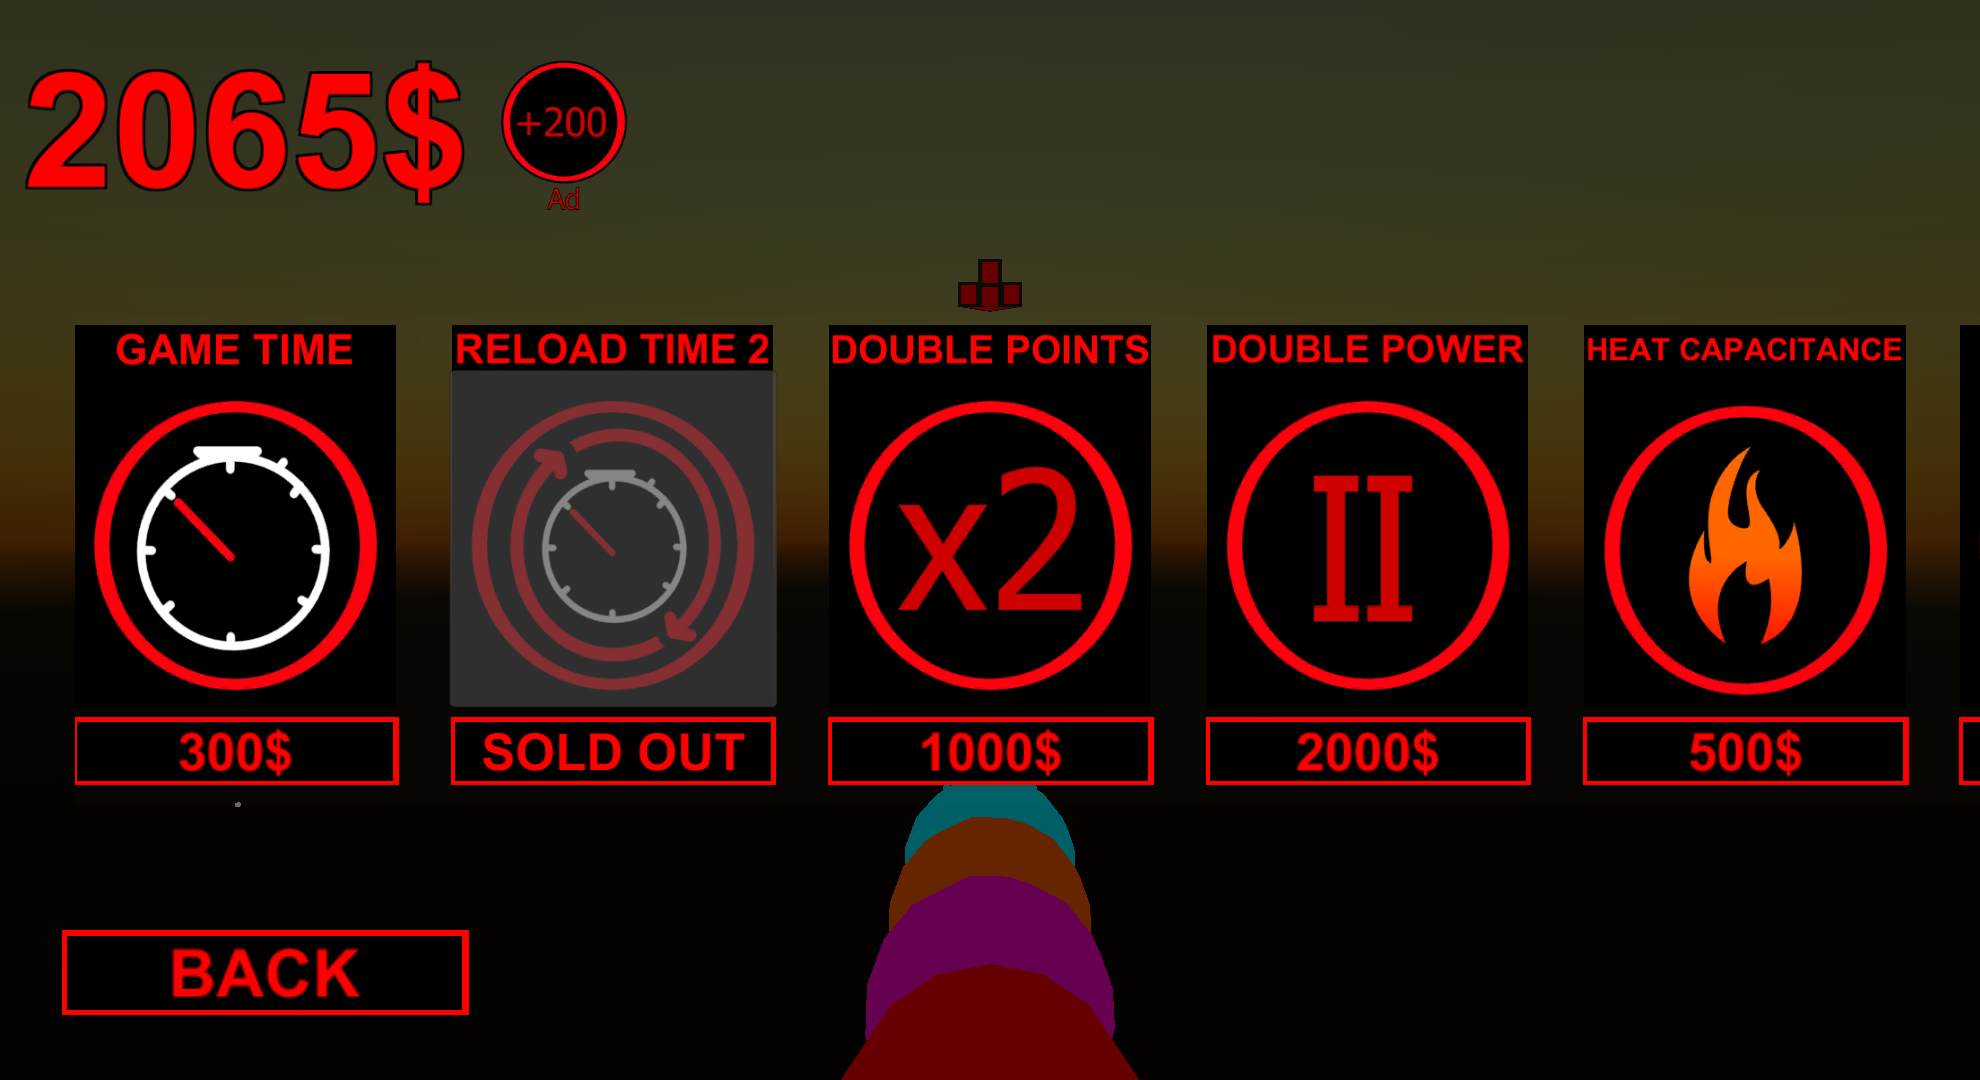 2065$
+200
Ad
GAME TIME
RELOAD TIME 2
DOUBLE POINTS
DOUBLE POWER
HEAT CAPACITANCE
x2
II
300$
SOLD OUT
1000$
2000$
500$
BACK